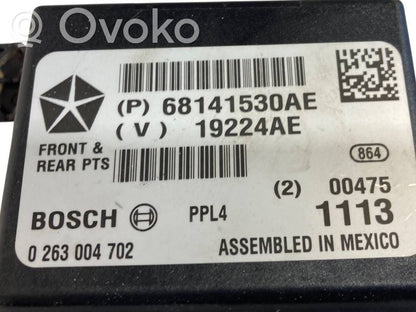 Ovoko
(P) 68141530AE
(V) 19224AE
FRONT &
REAR PTS
864
(2) 00475
BOSCH PPL4 1113
0 263 004 702 ASSEMBLED IN MEXICO